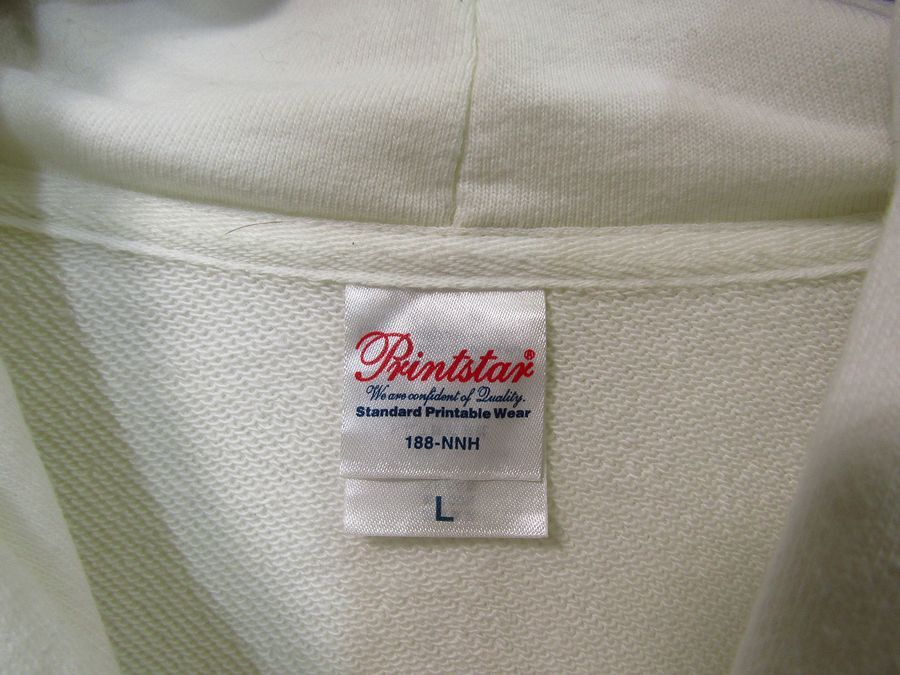 Printstar®
We are confident of Quality.
Standard Printable Wear
188-NNH
L